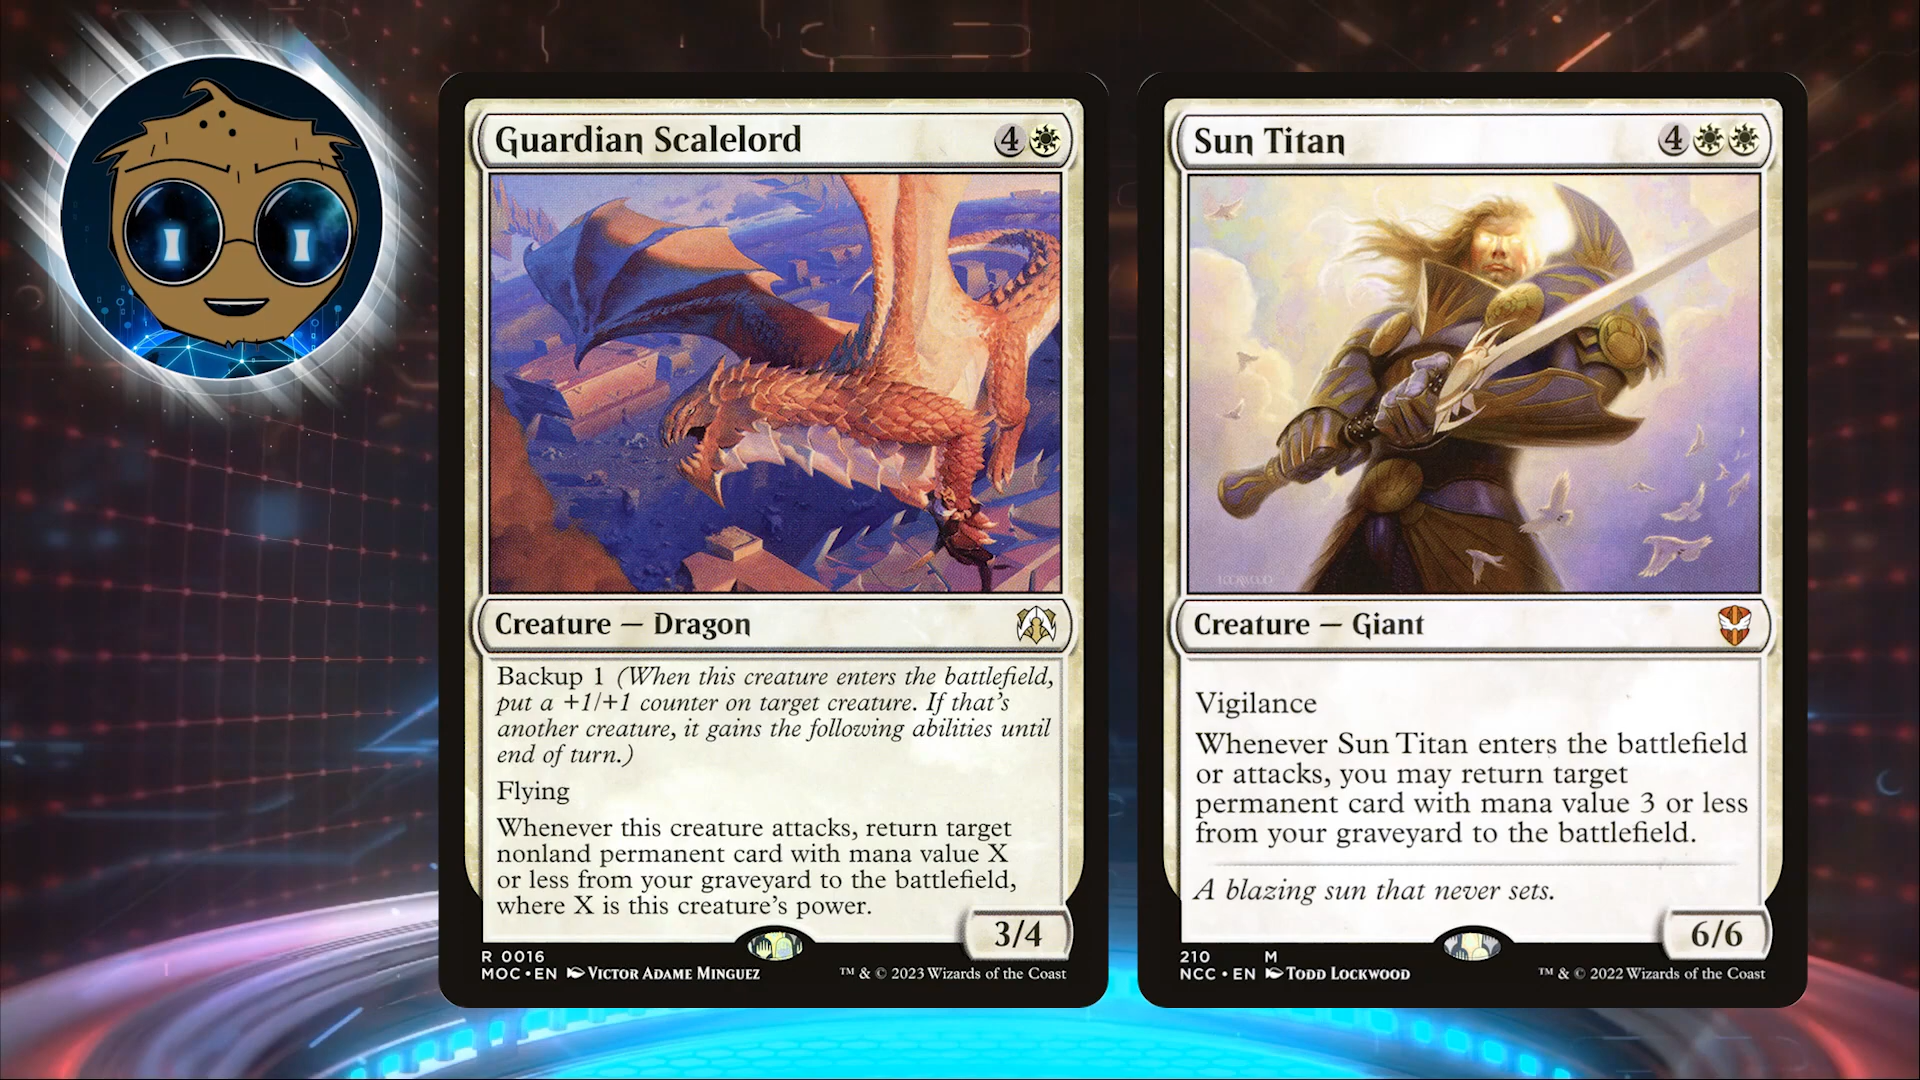 Guardian Scalelord
4
Creature — Dragon
Backup 1 (When this creature enters the battlefield,
put a +1/+1 counter on target creature. If that's
another creature, it gains the following abilities until
end of turn.)
Flying
Whenever this creature attacks, return target
nonland permanent card with mana value X
or less from your graveyard to the battlefield,
where X is this creature's power.
3/4
R 0016
MOC • EN VICTOR ADAME MINGUEZ
™ & © 2023 Wizards of the Coast
Sun Titan
4
LOCKWOOD
Creature — Giant
Vigilance
Whenever Sun Titan enters the battlefield
or attacks, you may return target
permanent card with mana value 3 or less
from your graveyard to the battlefield.
A blazing sun that never sets.
6/6
210 M
NCC • EN TODD LOCKWOOD
™ & © 2022 Wizards of the Coast